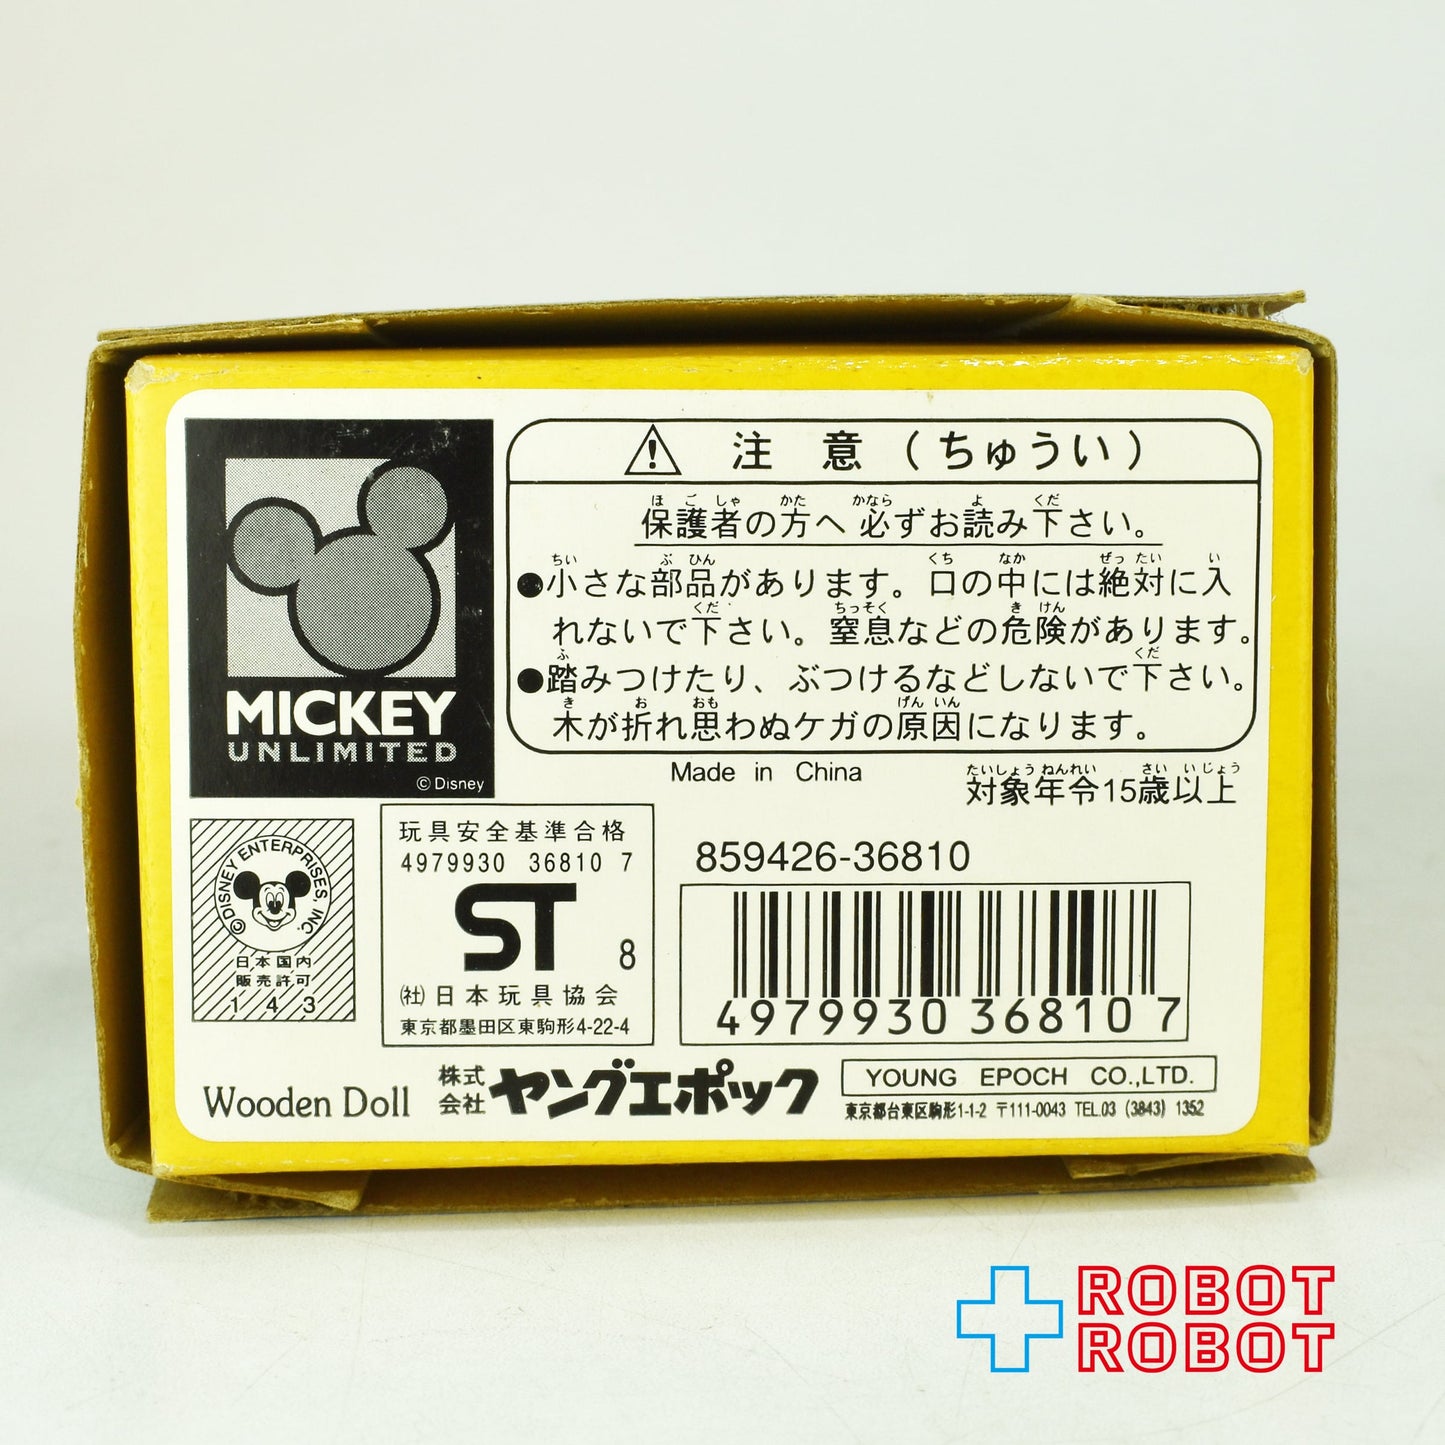 MICKEY
UNLIMITED
© Disney
注 意 (ちゅうい)
保護者の方へ 必ずお読み下さい。
●小さな部品があります。口の中には絶対に入
れないで下さい。窒息などの危険があります。
●踏みつけたり、ぶつけるなどしないで下さい。
木が折れ思わぬケガの原因になります。
Made in China
対象年令15歳以上
© DISNEY ENTERPRISES, INC.
日本国内
販売許可
143
玩具安全基準合格
4979930 36810 7
ST 8
(社)日本玩具協会
東京都墨田区東駒形4-22-4
859426-36810
4979930 368107
Wooden Doll
株式会社 ヤングエポック
YOUNG EPOCH CO.,LTD.
東京都台東区駒形1-1-2 〒111-0043 TEL.03 (3843) 1352
ROBOT
ROBOT